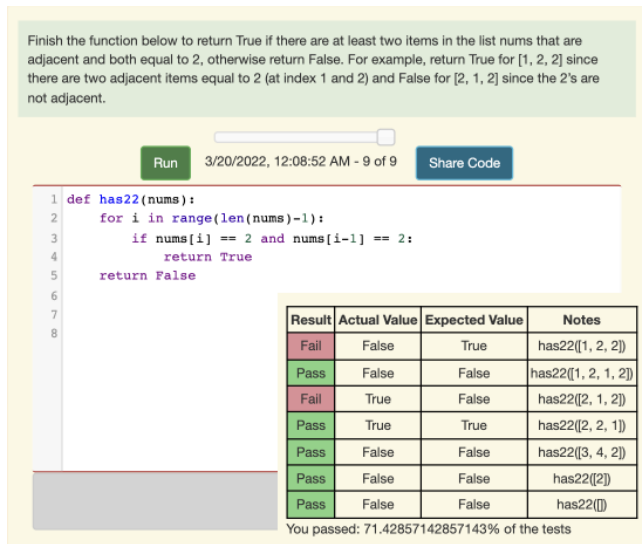 Finish the function below to return True if there are at least two items in the list nums that are
adjacent and both equal to 2, otherwise return False. For example, return True for [1, 2, 2] since
there are two adjacent items equal to 2 (at index 1 and 2) and False for [2, 1, 2] since the 2's are
not adjacent.
Run 3/20/2022, 12:08:52 AM - 9 of 9 Share Code
1 def has22(nums):
2     for i in range(len(nums)-1):
3         if nums[i] == 2 and nums[i-1] == 2:
4             return True
5     return False
6
7
8
Result Actual Value Expected Value Notes
Fail False True has22([1, 2, 2])
Pass False False has22([1, 2, 1, 2])
Fail True False has22([2, 1, 2])
Pass True True has22([2, 2, 1])
Pass False False has22([3, 4, 2])
Pass False False has22([2])
Pass False False has22([])
You passed: 71.42857142857143% of the tests